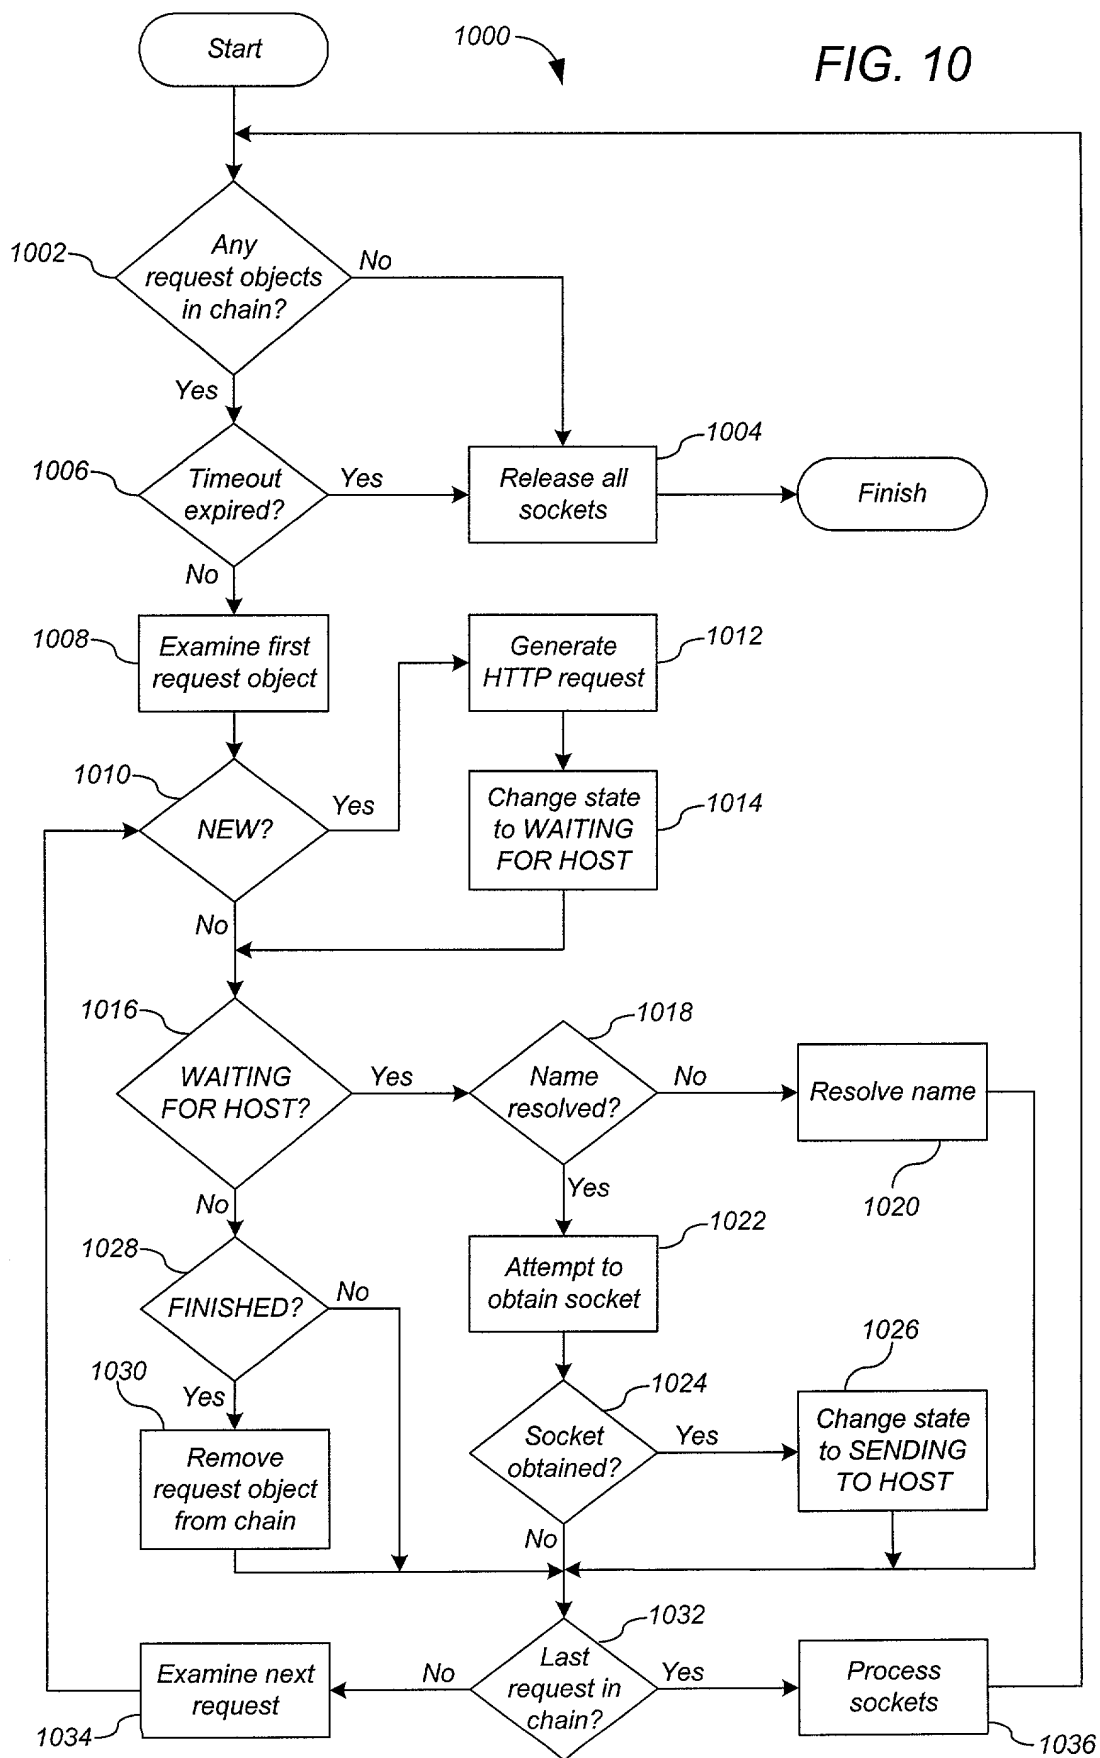 Start
1000
FIG. 10
1002
Any
request objects
in chain?
No
Yes
1006
Timeout
expired?
Yes
1004
Release all
sockets
Finish
No
1008
Examine first
request object
Generate
HTTP request
1012
1010
NEW?
Yes
Change state
to WAITING
FOR HOST
1014
No
1016
WAITING
FOR HOST?
Yes
1018
Name
resolved?
No
Resolve name
1020
No
Yes
1028
FINISHED?
No
1022
Attempt to
obtain socket
1030
Yes
Remove
request object
from chain
1024
Socket
obtained?
Yes
1026
Change state
to SENDING
TO HOST
No
1032
Last
request in
chain?
No
Examine next
request
1034
Yes
Process
sockets
1036